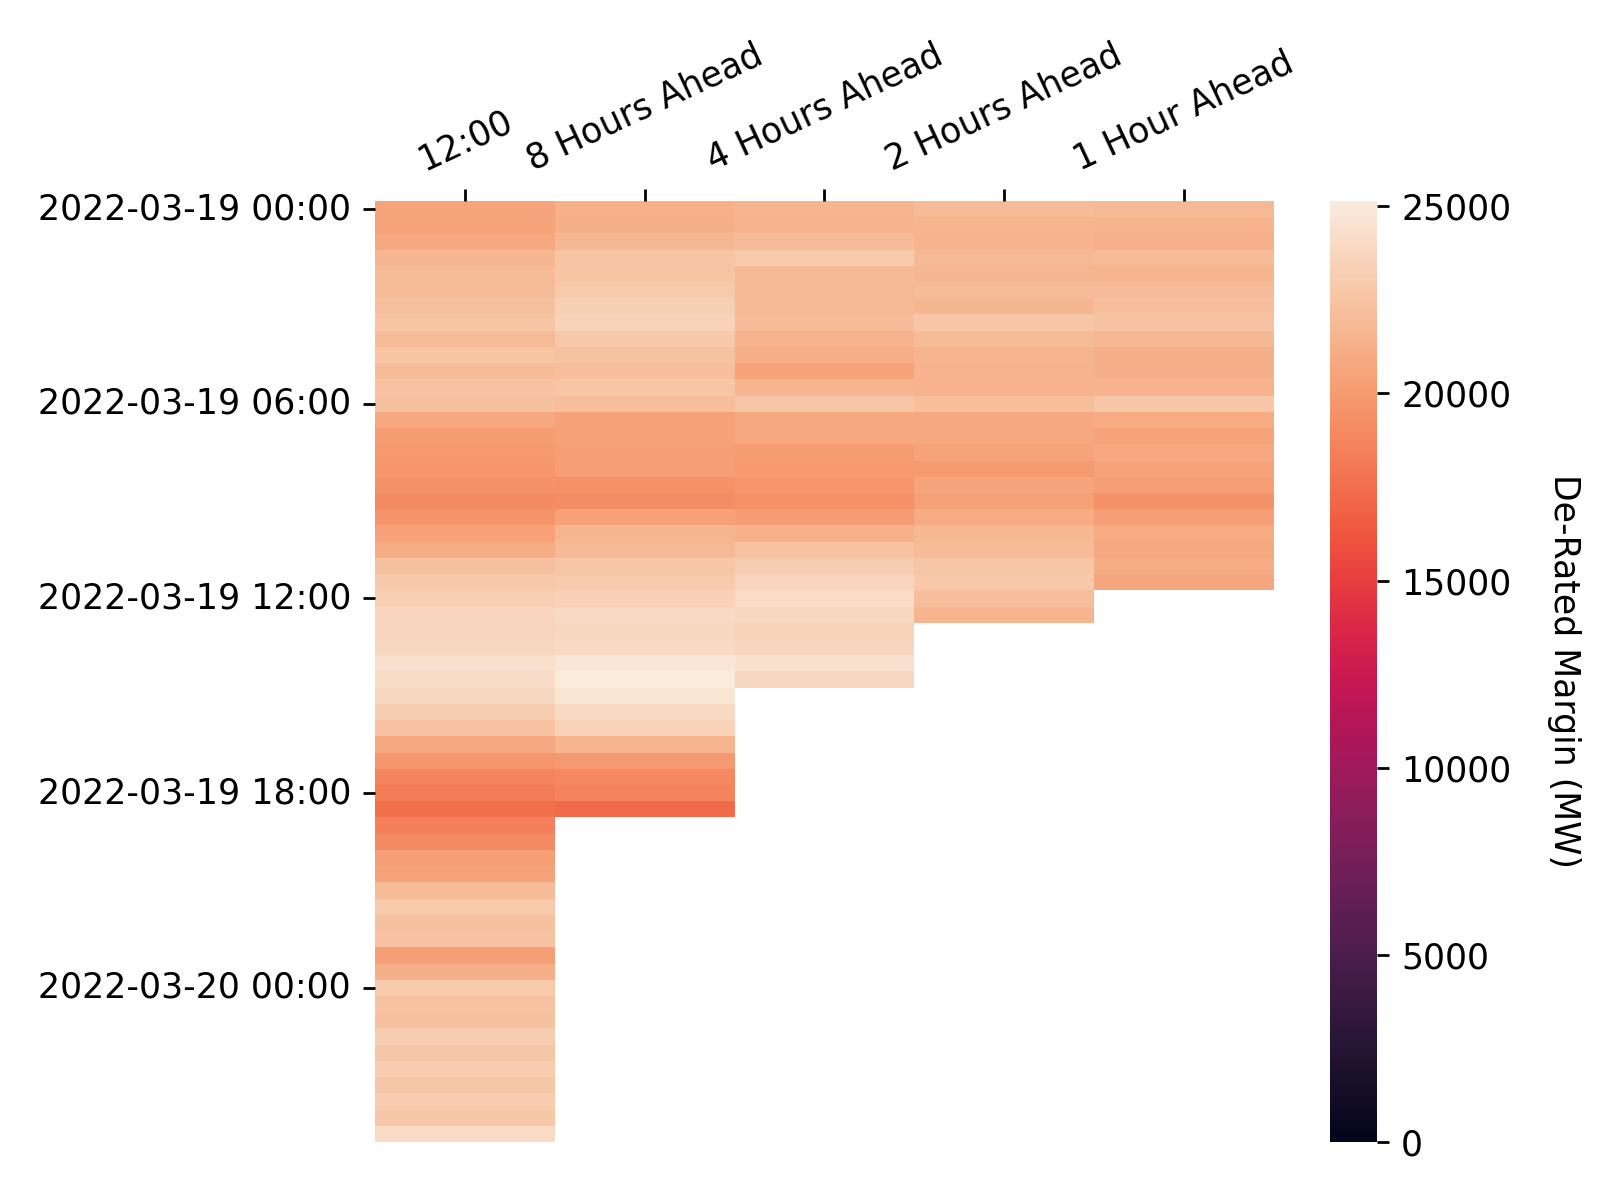 12:00
8 Hours Ahead
4 Hours Ahead
2 Hours Ahead
1 Hour Ahead
2022-03-19 00:00
2022-03-19 06:00
2022-03-19 12:00
2022-03-19 18:00
2022-03-20 00:00
25000
20000
15000
10000
5000
0
De-Rated Margin (MW)